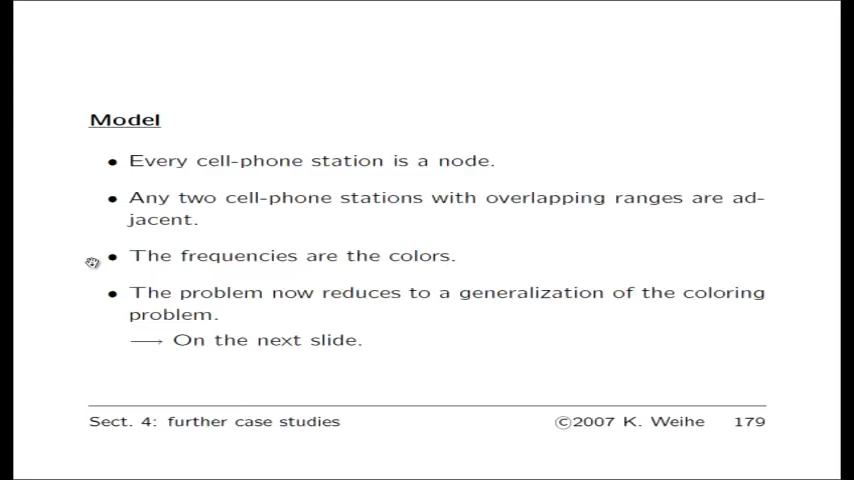 Model
• Every cell-phone station is a node.
• Any two cell-phone stations with overlapping ranges are ad-
jacent.
• The frequencies are the colors.
• The problem now reduces to a generalization of the coloring
problem.
⟶ On the next slide.
Sect. 4: further case studies ©2007 K. Weihe 179